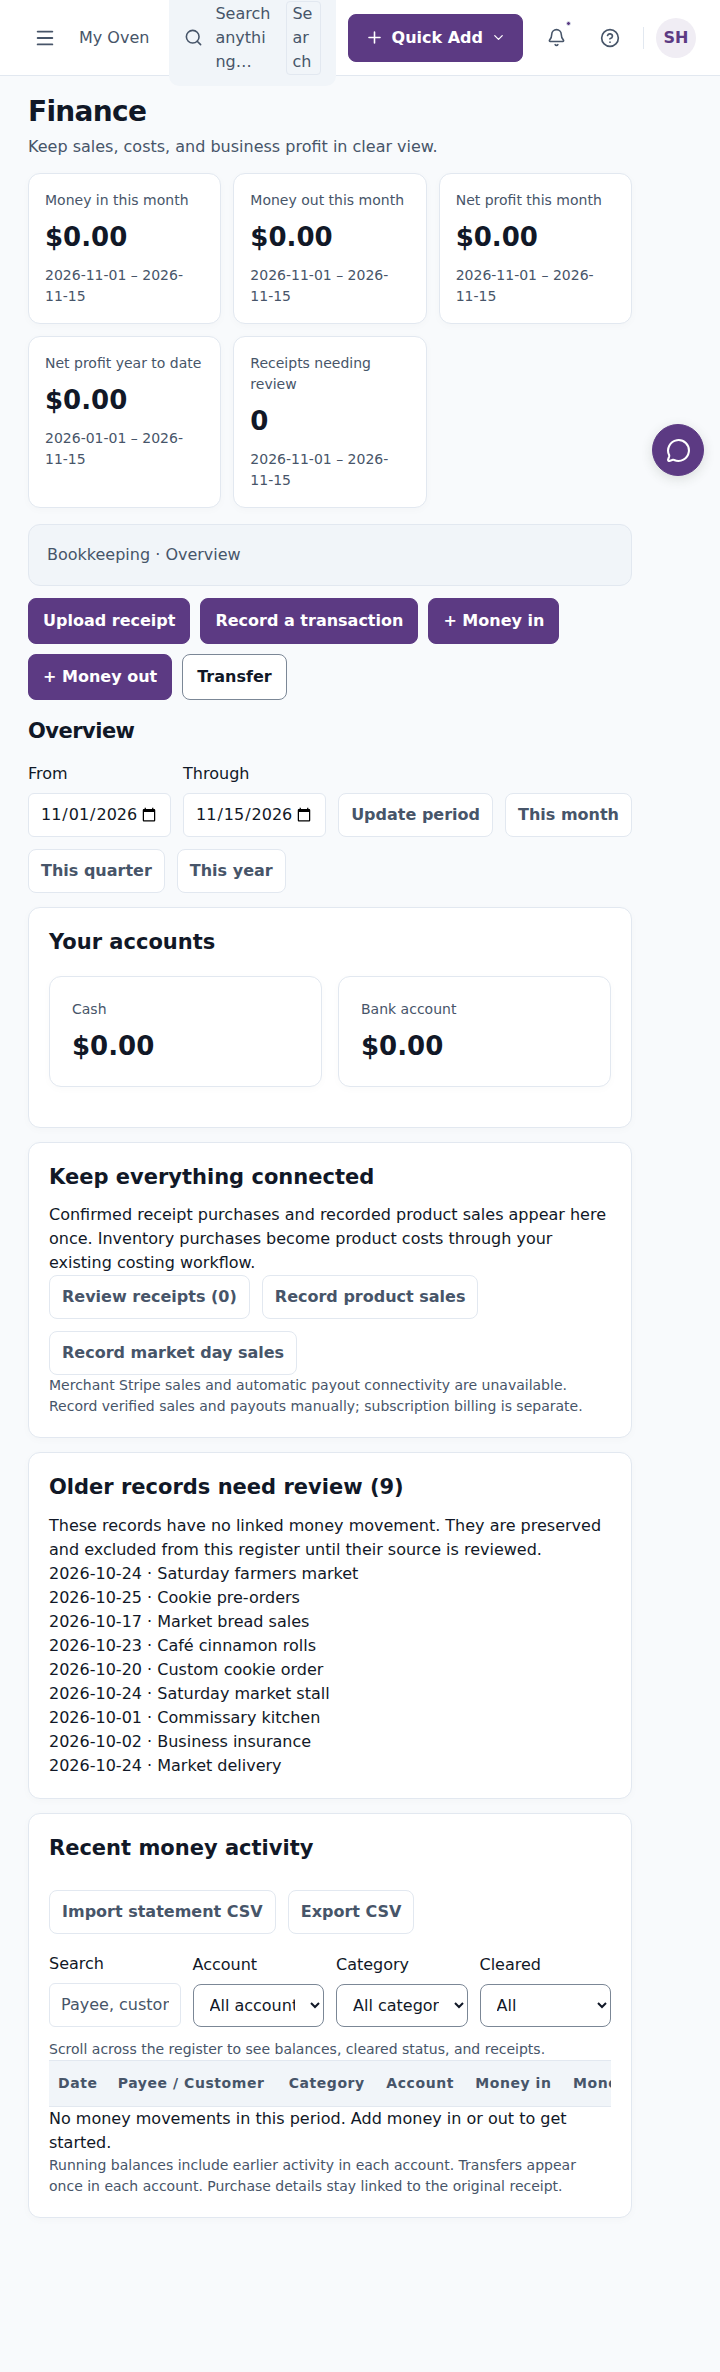 My Oven
Search
anythi
ng...
Se
ar
ch
Quick Add
SH
Finance
Keep sales, costs, and business profit in clear view.
Money in this month
$0.00
2026-11-01 – 2026-
11-15
Money out this month
$0.00
2026-11-01 – 2026-
11-15
Net profit this month
$0.00
2026-11-01 – 2026-
11-15
Net profit year to date
$0.00
2026-01-01 – 2026-
11-15
Receipts needing
review
0
2026-11-01 – 2026-
11-15
Bookkeeping · Overview
Upload receipt
Record a transaction
+ Money in
+ Money out
Transfer
Overview
From
Through
11/01/2026
11/15/2026
Update period
This month
This quarter
This year
Your accounts
Cash
$0.00
Bank account
$0.00
Keep everything connected
Confirmed receipt purchases and recorded product sales appear here
once. Inventory purchases become product costs through your
existing costing workflow.
Review receipts (0)
Record product sales
Record market day sales
Merchant Stripe sales and automatic payout connectivity are unavailable.
Record verified sales and payouts manually; subscription billing is separate.
Older records need review (9)
These records have no linked money movement. They are preserved
and excluded from this register until their source is reviewed.
2026-10-24 · Saturday farmers market
2026-10-25 · Cookie pre-orders
2026-10-17 · Market bread sales
2026-10-23 · Café cinnamon rolls
2026-10-20 · Custom cookie order
2026-10-24 · Saturday market stall
2026-10-01 · Commissary kitchen
2026-10-02 · Business insurance
2026-10-24 · Market delivery
Recent money activity
Import statement CSV
Export CSV
Search
Account
Category
Cleared
Payee, custor
All account
All categor
All
Scroll across the register to see balances, cleared status, and receipts.
Date
Payee / Customer
Category
Account
Money in
Mon
No money movements in this period. Add money in or out to get
started.
Running balances include earlier activity in each account. Transfers appear
once in each account. Purchase details stay linked to the original receipt.